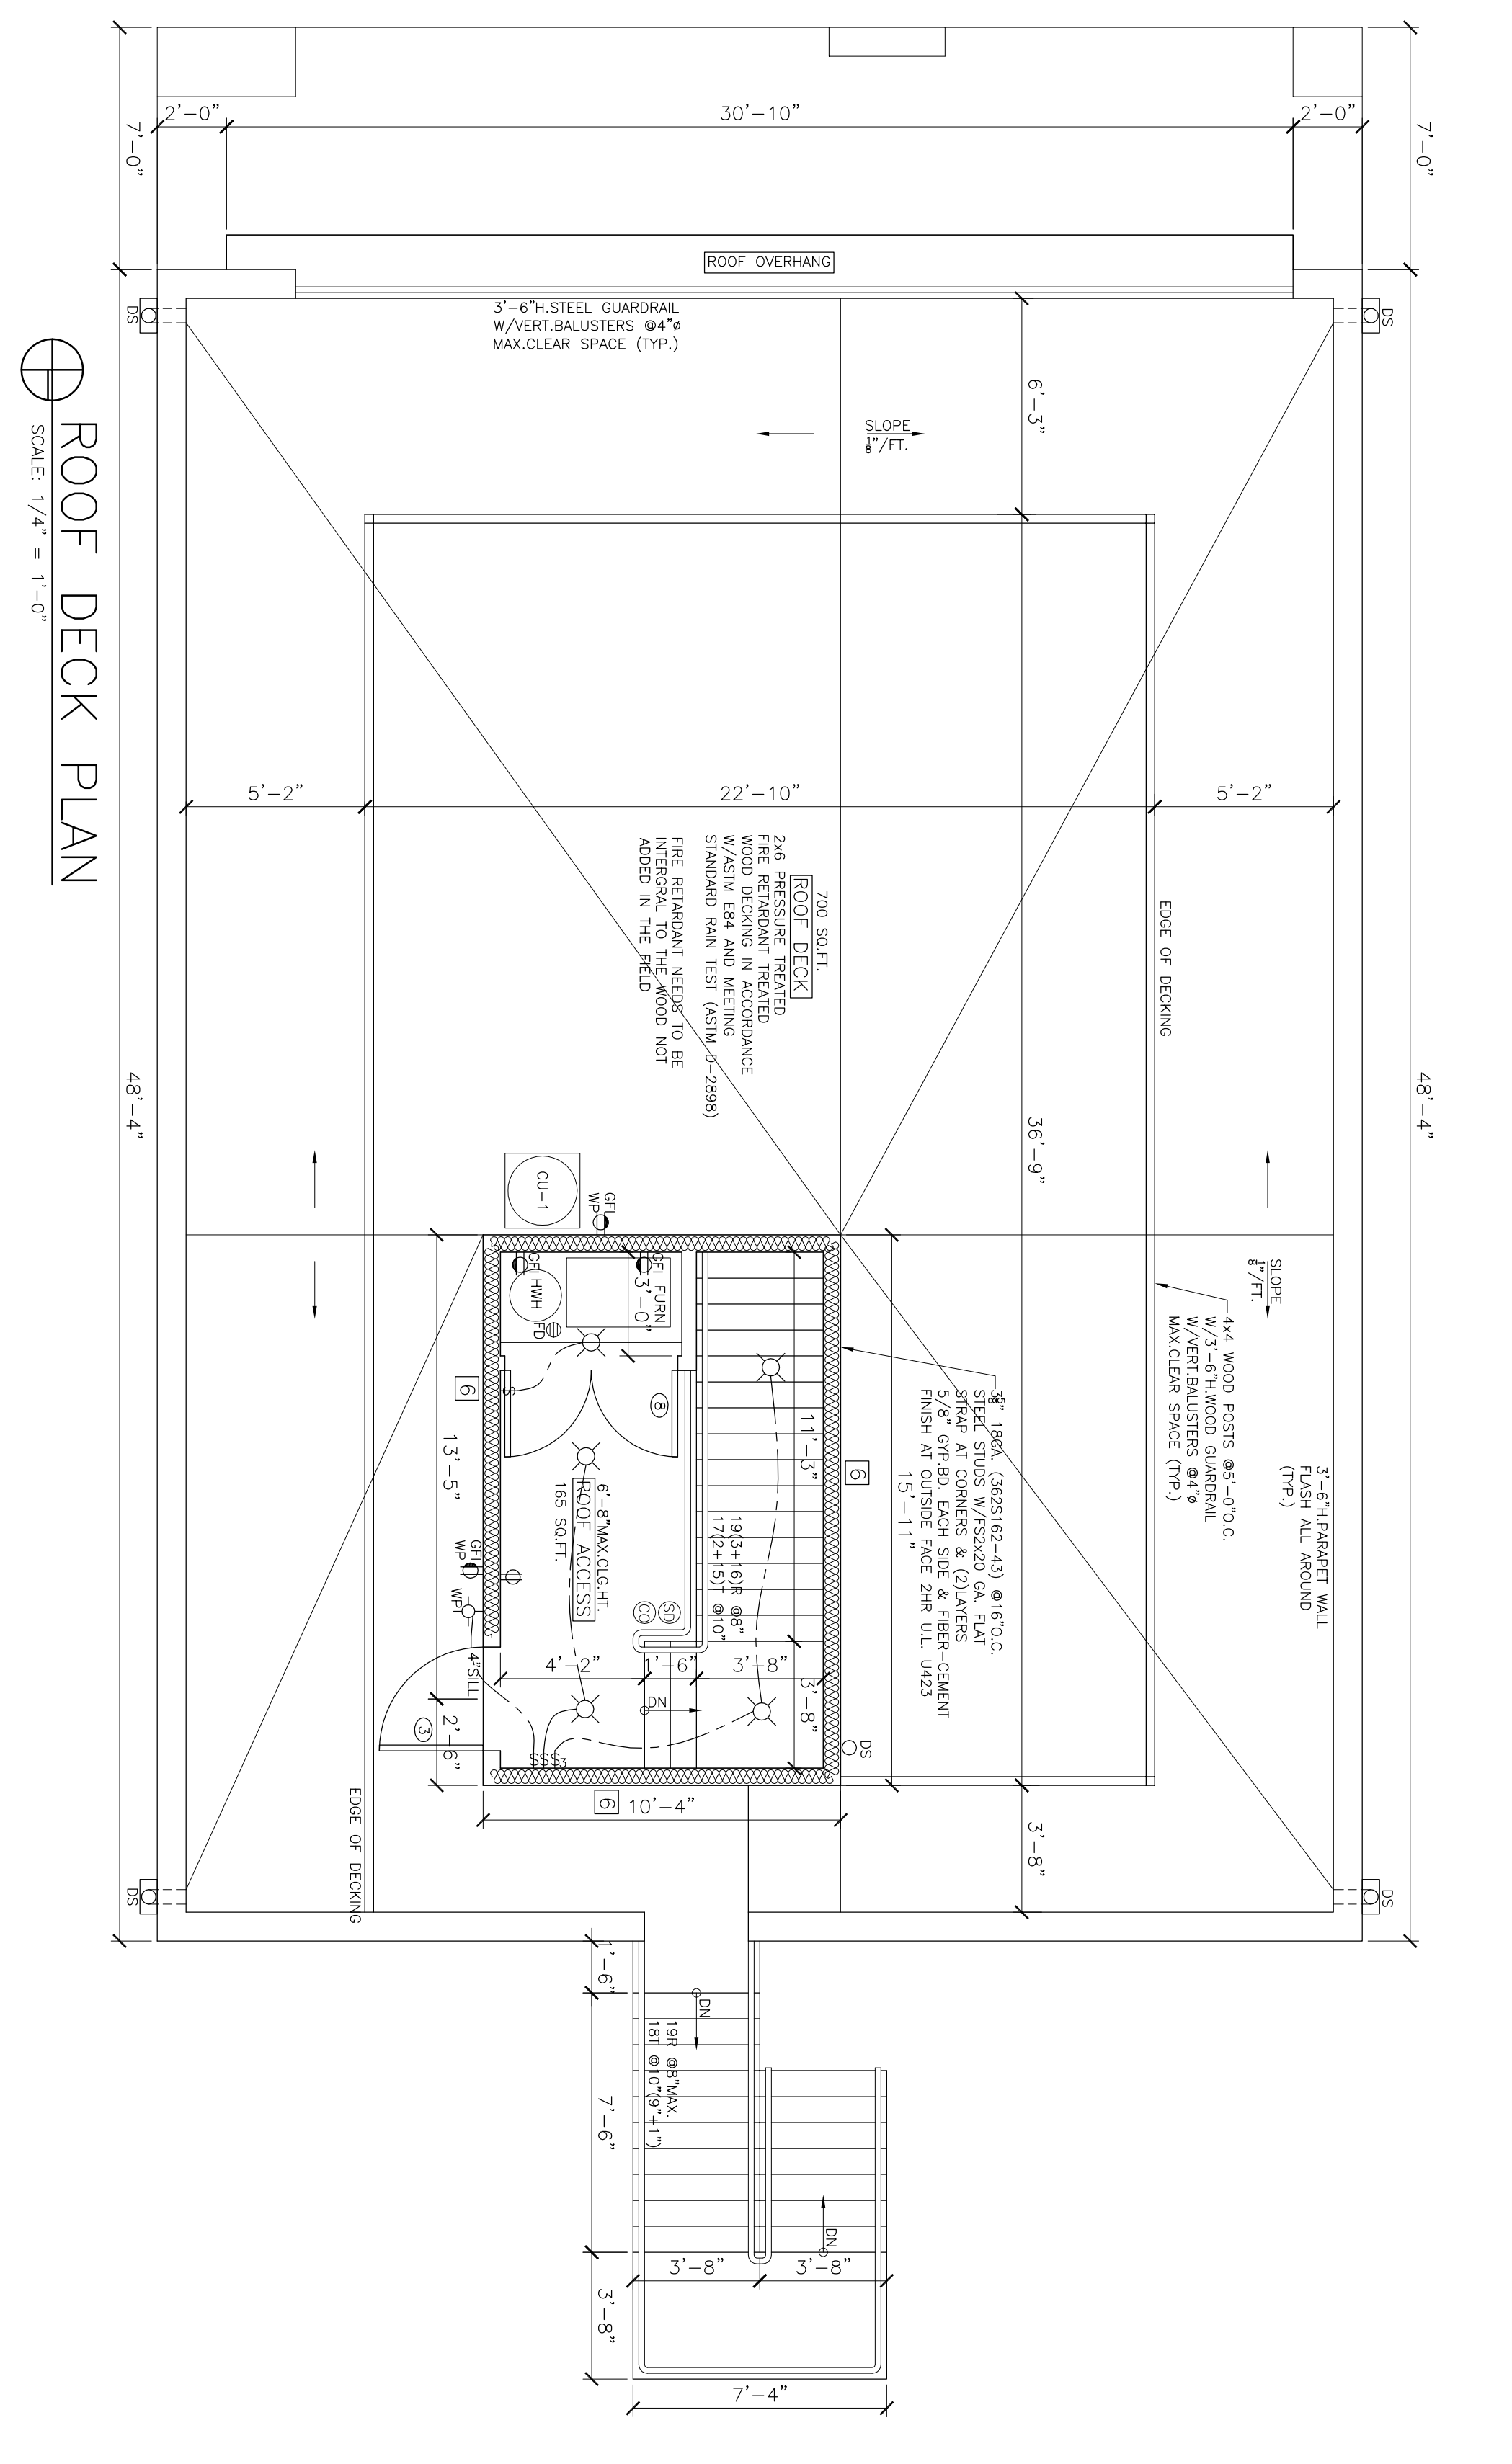 2'-0"
30'-10"
2'-0"
7'-0"
7'-0"
ROOF OVERHANG
DS
DS
3'-6"H.STEEL GUARDRAIL
W/VERT.BALUSTERS @4"ø
MAX.CLEAR SPACE (TYP.)
6'-3"
SLOPE
1/8"/FT.
ROOF DECK PLAN
SCALE: 1/4" = 1'-0"
5'-2"
22'-10"
5'-2"
700 SQ.FT.
ROOF DECK
2x6 PRESSURE TREATED
FIRE RETARDANT TREATED
WOOD DECKING IN ACCORDANCE
W/ASTM E84 AND MEETING
STANDARD RAIN TEST (ASTM D-2898)
FIRE RETARDANT NEEDS TO BE
INTERGRAL TO THE WOOD NOT
ADDED IN THE FIELD
EDGE OF DECKING
48'-4"
48'-4"
36'-9"
CU-1
GFI
WP
SLOPE
1/8"/FT.
4x4 WOOD POSTS @5'-0"O.C.
W/3'-6"H.WOOD GUARDRAIL
W/VERT.BALUSTERS @4"ø
MAX.CLEAR SPACE (TYP.)
3'-6"H.PARAPET WALL
FLASH ALL AROUND
(TYP.)
3 5/8" 18GA. (362S162-43) @16"O.C.
STEEL STUDS W/FS2x20 GA. FLAT
STRAP AT CORNERS & (2)LAYERS
5/8" GYP.BD. EACH SIDE & FIBER-CEMENT
FINISH AT OUTSIDE FACE 2HR U.L. U423
15'-11"
GFI
FURN
3'-0"
GFI
HWH
FD
S
6
8
6
11'-3"
13'-5"
6'-8"MAX.CLG.HT.
ROOF ACCESS
165 SQ.FT.
19(3+16)R @8"
17(2+15)T @10"
GFI
WP
WP
CO
SD
4"SILL
4'-2"
1'-6"
3'-8"
3'-8"
DN
3
2'-6"
SSS3
DS
6
10'-4"
3'-8"
EDGE OF DECKING
DS
DS
1'-6"
DN
19R @8"MAX.
18T @10"(9"+1")
7'-6"
DN
3'-8"
3'-8"
3'-8"
7'-4"